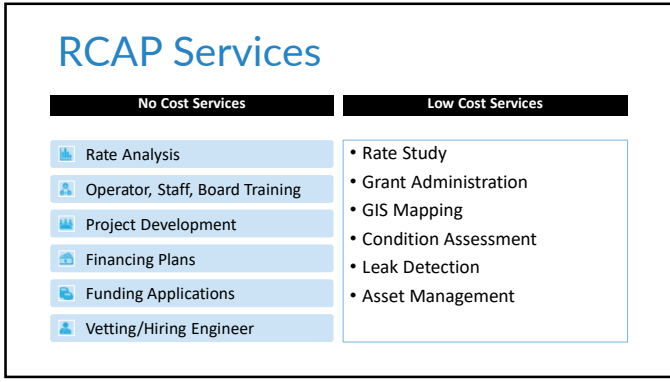 RCAP Services
No Cost Services
Rate Analysis
Operator, Staff, Board Training
Project Development
Financing Plans
Funding Applications
Vetting/Hiring Engineer
Low Cost Services
• Rate Study
• Grant Administration
• GIS Mapping
• Condition Assessment
• Leak Detection
• Asset Management